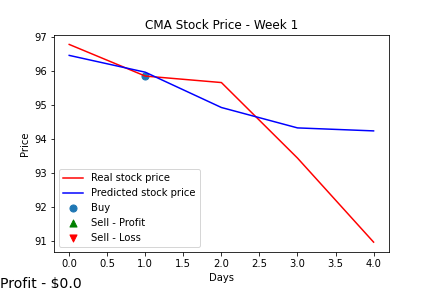 CMA Stock Price - Week 1
97
96
95
94
93
92
91
Price
Real stock price
Predicted stock price
Buy
Sell - Profit
Sell - Loss
0.0 0.5 1.0 1.5 2.0 2.5 3.0 3.5 4.0
Days
Profit - $0.0